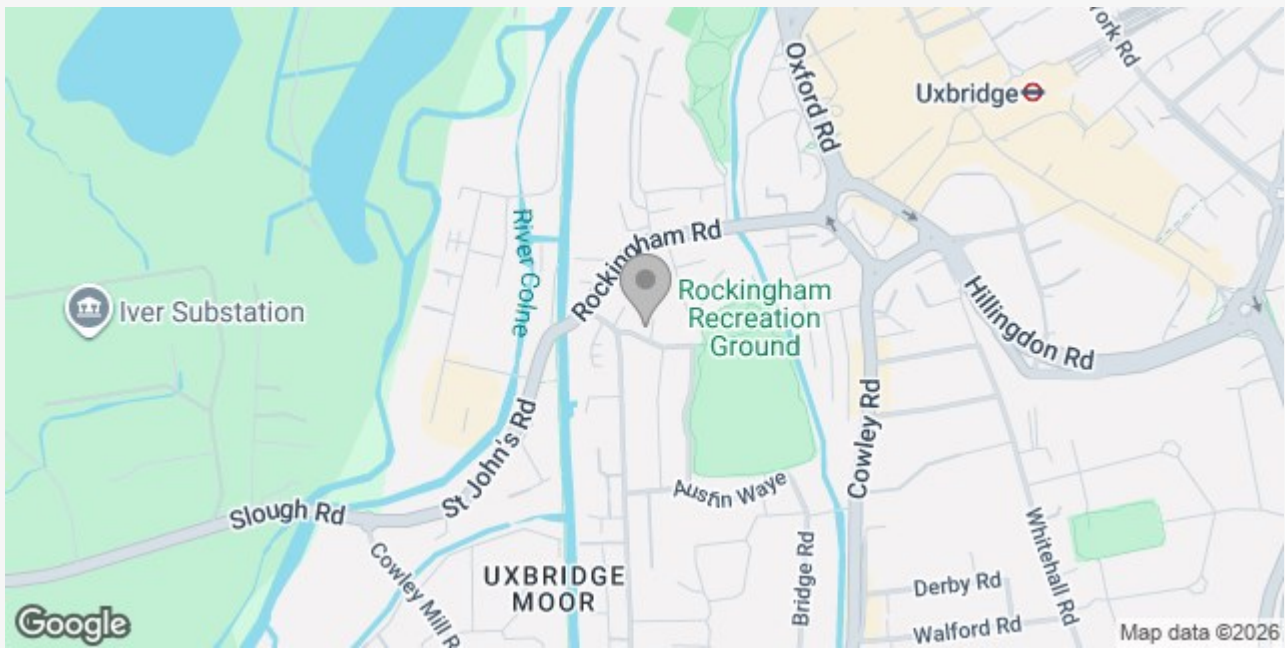 York Rd
Oxford Rd
Uxbridge
River Colne
Rockingham Rd
Iver Substation
Rockingham
Recreation
Ground
Hillingdon Rd
St John's Rd
Cowley Rd
Austin Waye
Slough Rd
Whitehall Rd
Cowley Mill R
UXBRIDGE
MOOR
Bridge Rd
Derby Rd
Walford Rd
Google
Map data ©2026